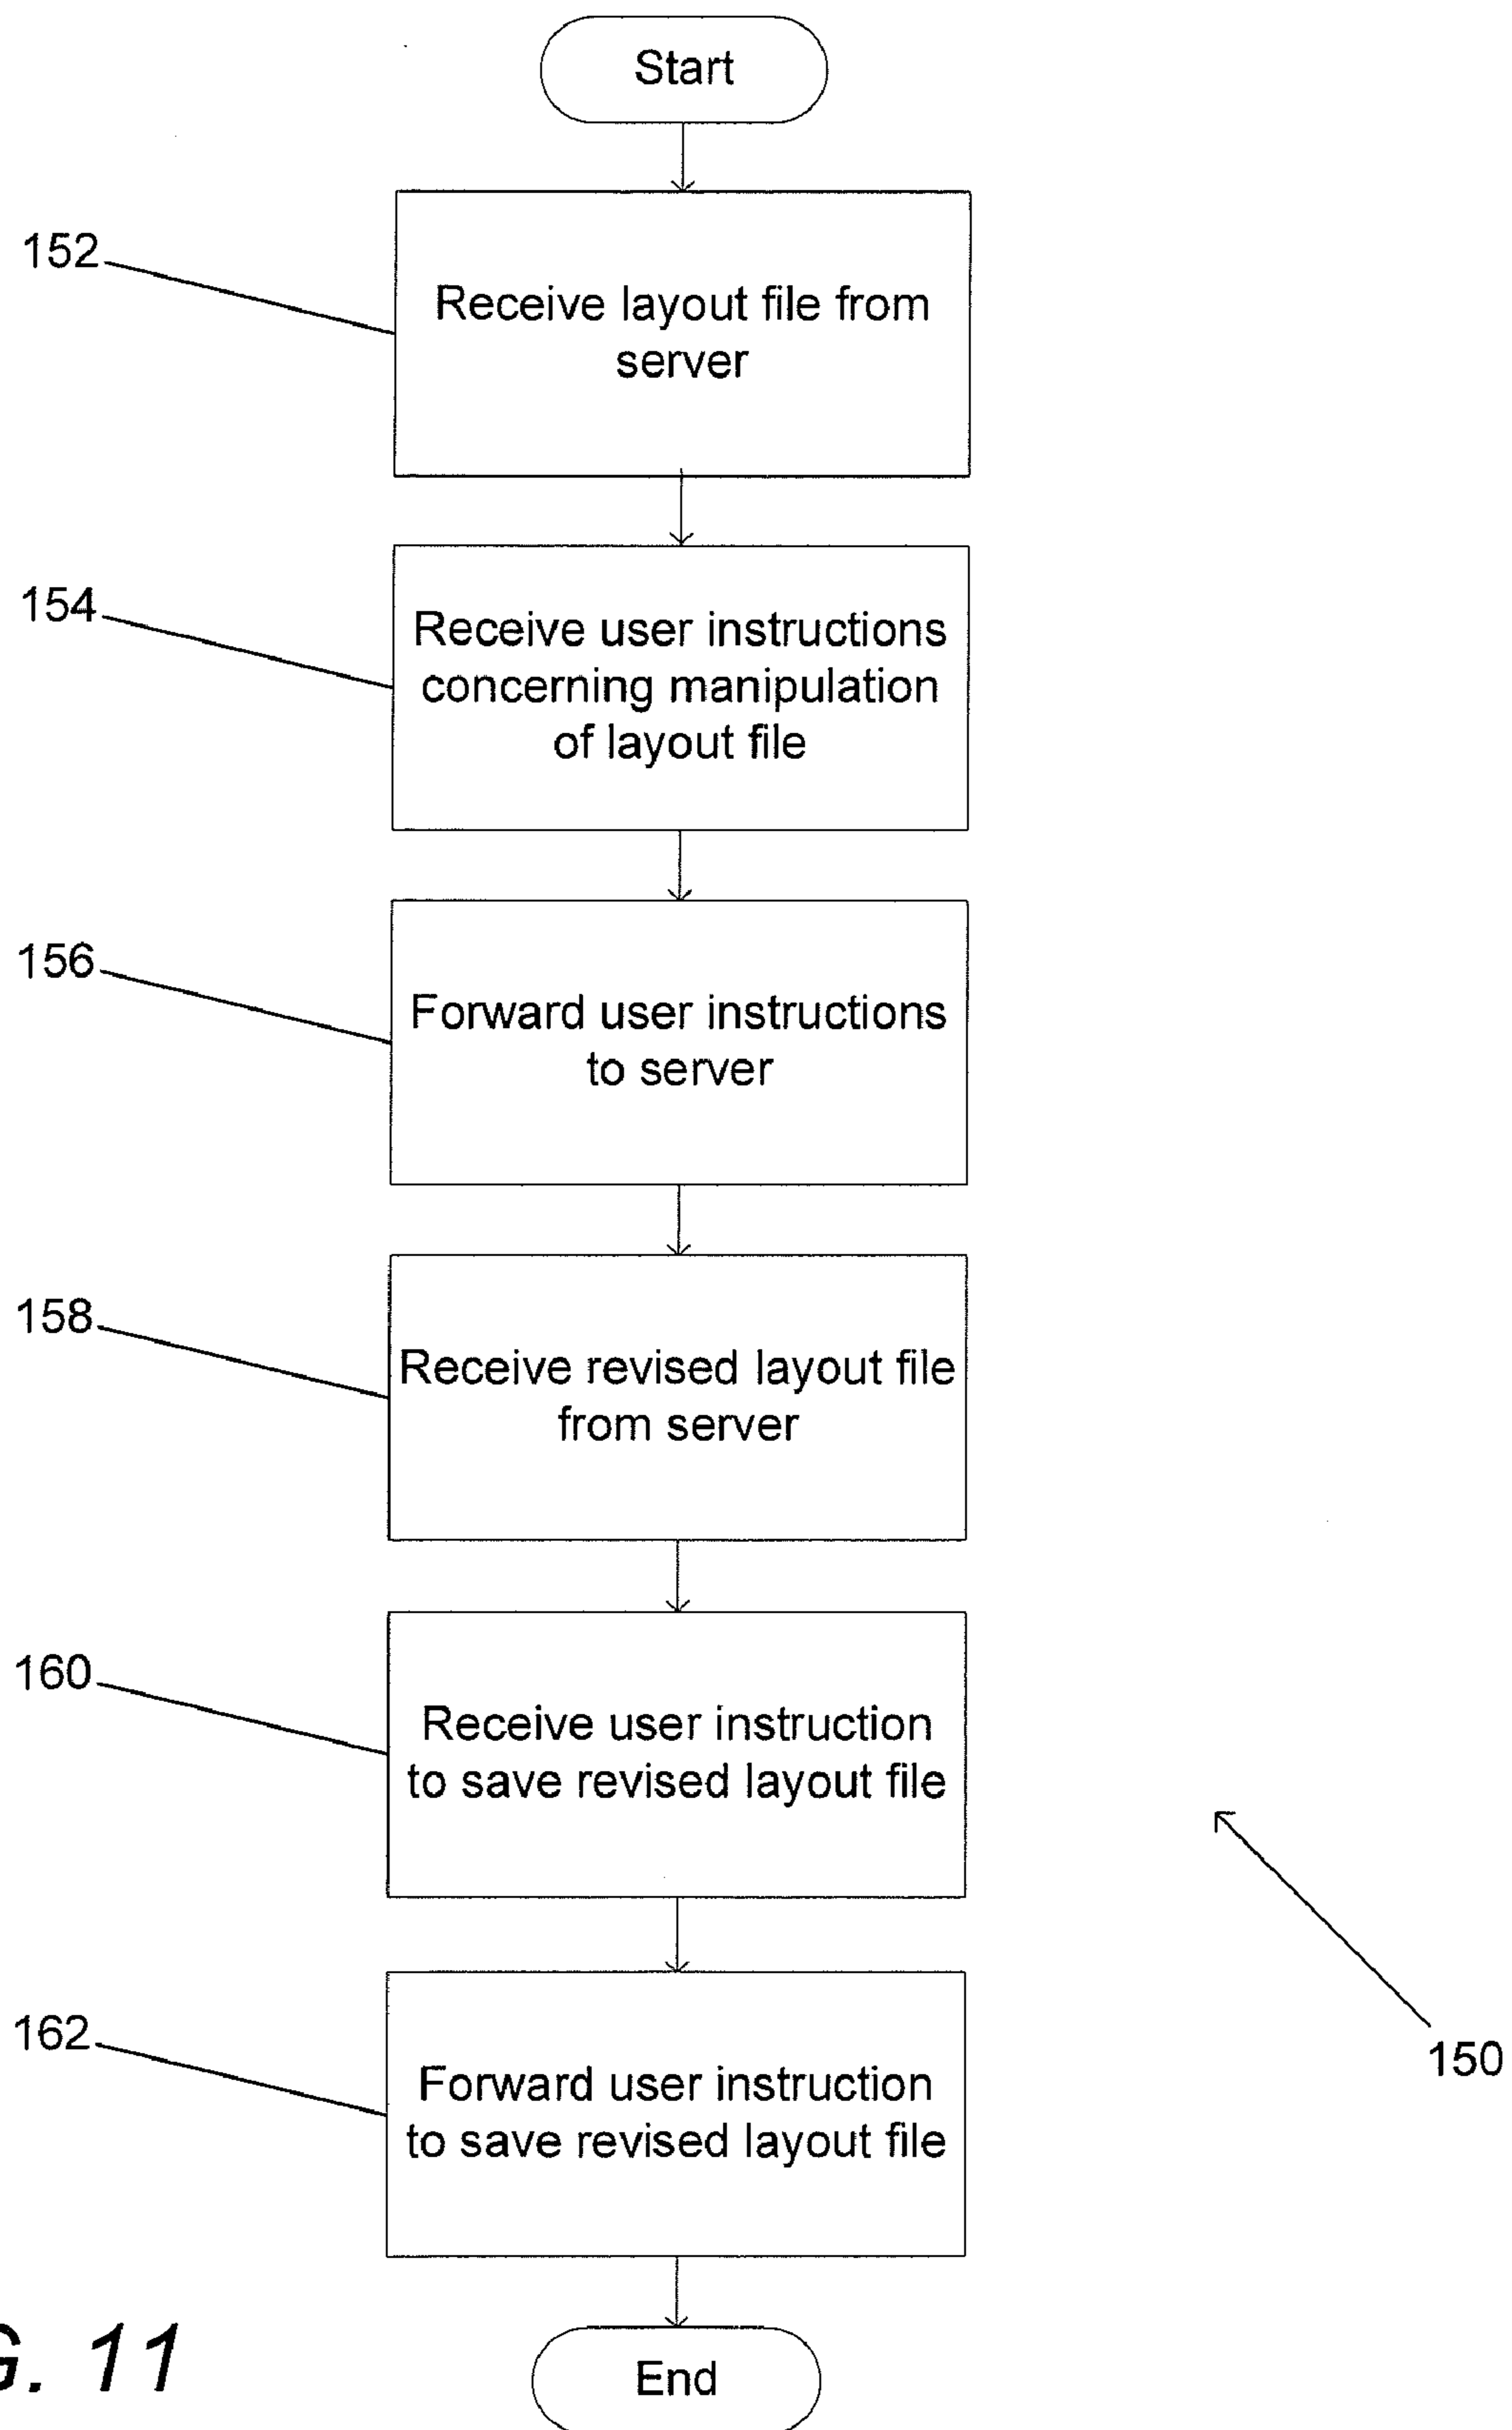 Start
152
Receive layout file from
server
154
Receive user instructions
concerning manipulation
of layout file
156
Forward user instructions
to server
158
Receive revised layout file
from server
160
Receive user instruction
to save revised layout file
150
162
Forward user instruction
to save revised layout file
G. 11
End